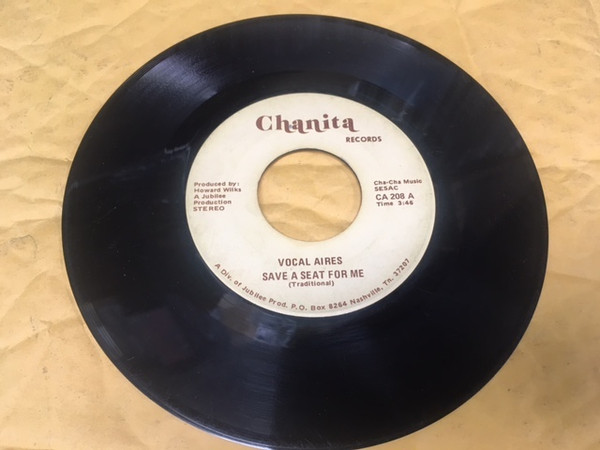 Chanita
RECORDS
Produced by:
Howard Wilks
A Jubilee
Production
STEREO
Cha-Cha Music
SESAC
CA 208 A
Time 3:46
VOCAL AIRES
SAVE A SEAT FOR ME
(Traditional)
A Div. of Jubilee Prod. P.O. Box 8264 Nashville, Tn. 37207